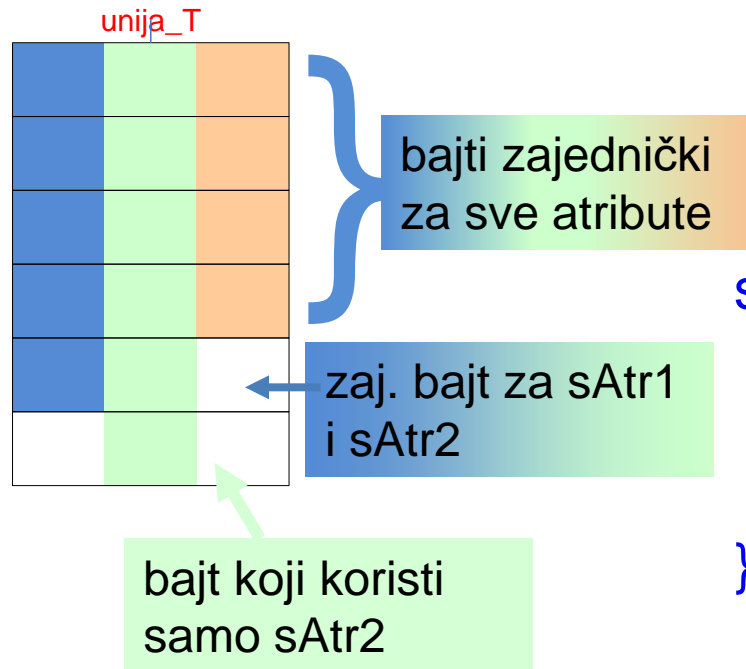 unija_T
bajti zajednički
za sve atribute
zaj. bajt za sAtr1
i sAtr2
}
bajt koji koristi
samo sAtr2